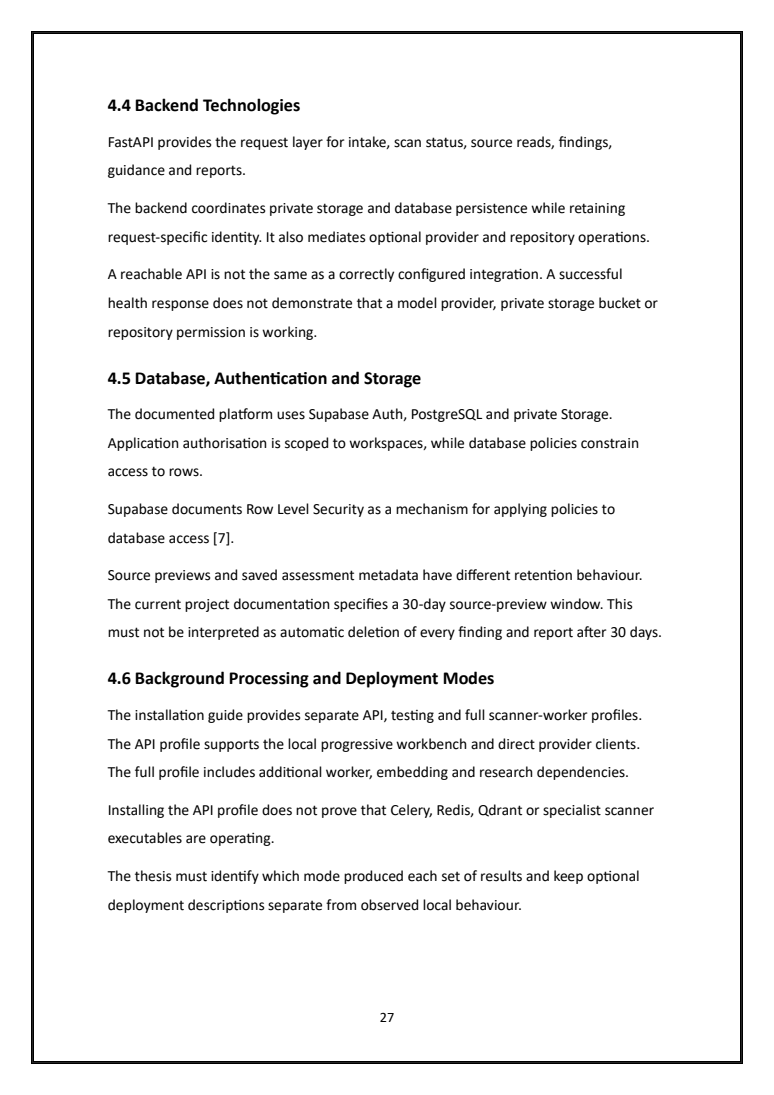 4.4 Backend Technologies
FastAPI provides the request layer for intake, scan status, source reads, findings,
guidance and reports.
The backend coordinates private storage and database persistence while retaining
request-specific identity. It also mediates optional provider and repository operations.
A reachable API is not the same as a correctly configured integration. A successful
health response does not demonstrate that a model provider, private storage bucket or
repository permission is working.
4.5 Database, Authentication and Storage
The documented platform uses Supabase Auth, PostgreSQL and private Storage.
Application authorisation is scoped to workspaces, while database policies constrain
access to rows.
Supabase documents Row Level Security as a mechanism for applying policies to
database access [7].
Source previews and saved assessment metadata have different retention behaviour.
The current project documentation specifies a 30-day source-preview window. This
must not be interpreted as automatic deletion of every finding and report after 30 days.
4.6 Background Processing and Deployment Modes
The installation guide provides separate API, testing and full scanner-worker profiles.
The API profile supports the local progressive workbench and direct provider clients.
The full profile includes additional worker, embedding and research dependencies.
Installing the API profile does not prove that Celery, Redis, Qdrant or specialist scanner
executables are operating.
The thesis must identify which mode produced each set of results and keep optional
deployment descriptions separate from observed local behaviour.
27